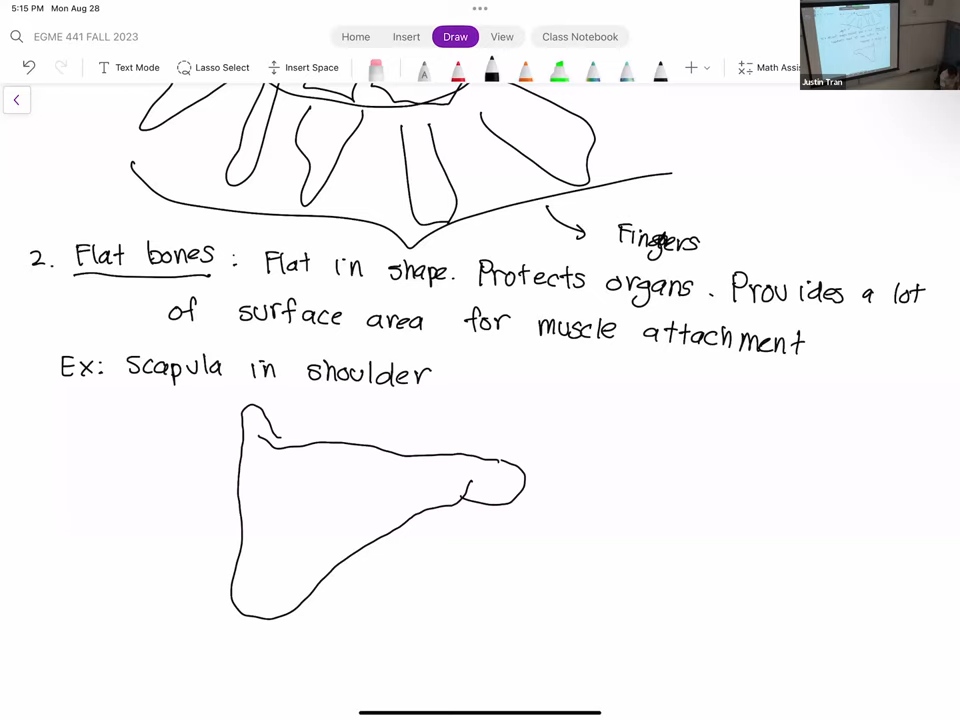 5:15 PM Mon Aug 28
EGME 441 FALL 2023
Home Insert Draw View Class Notebook
Text Mode Lasso Select Insert Space A Math Assis
Justin Tran
Fingers
2. Flat bones : Flat in shape. Protects organs. Provides a lot
of surface area for muscle attachment
Ex: Scapula in shoulder